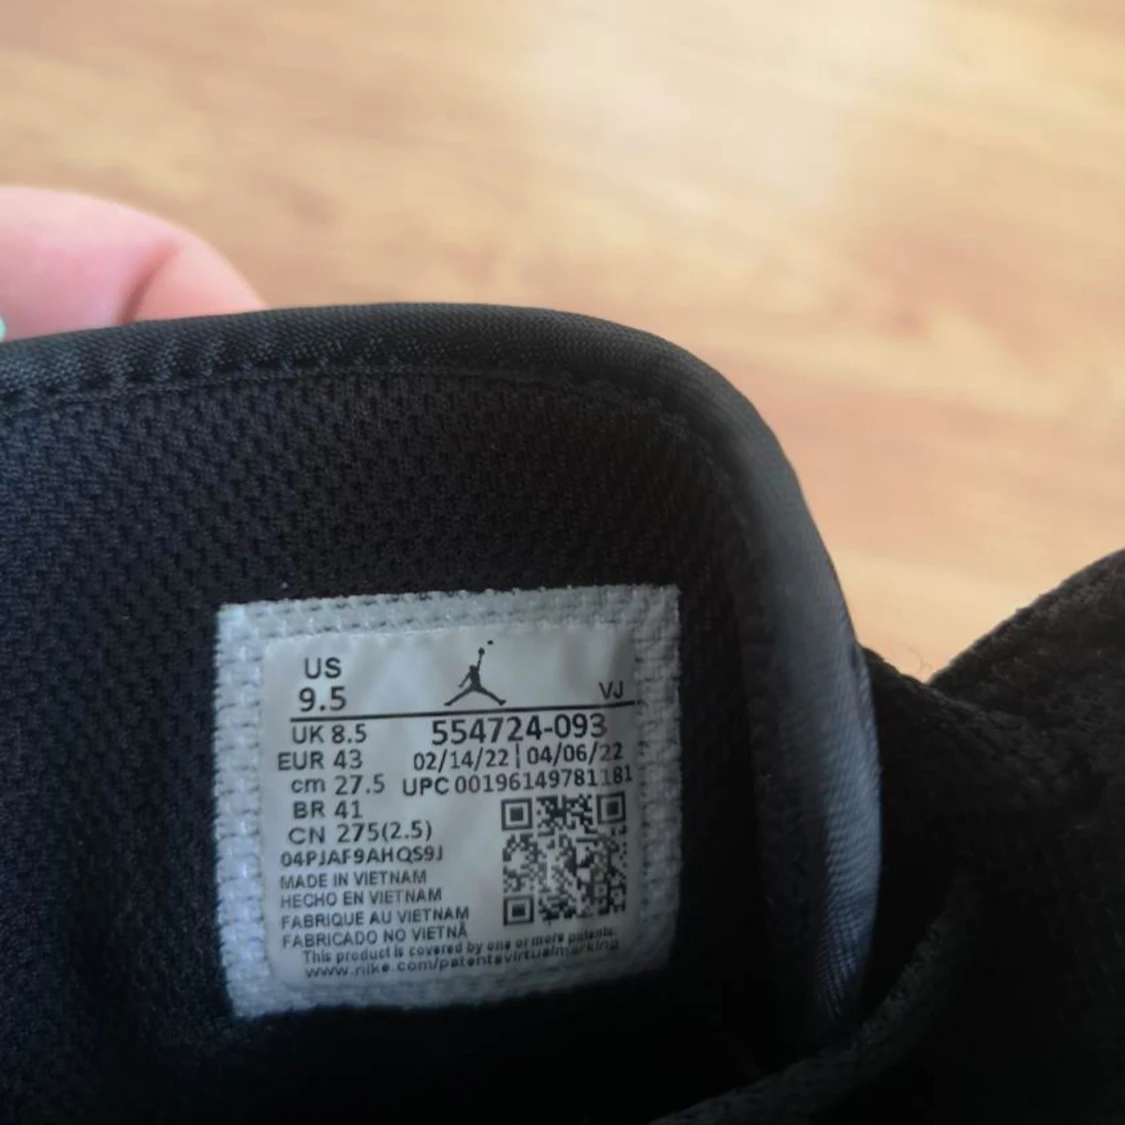 US
9.5
VJ
UK 8.5
554724-093
EUR 43
02/14/22 | 04/06/22
cm 27.5
UPC 00196149781181
BR 41
CN 275(2.5)
04PJAF9AHQS9J
MADE IN VIETNAM
HECHO EN VIETNAM
FABRIQUE AU VIETNAM
FABRICADO NO VIETNÃ
This product is covered by one or more patents.
www.nike.com/patentsvirtualmarking